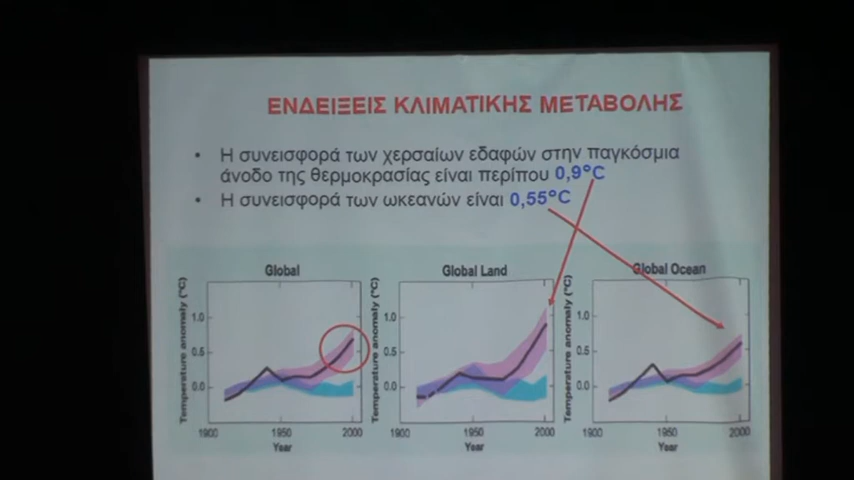 ΕΝΔΕΙΞΕΙΣ ΚΛΙΜΑΤΙΚΗΣ ΜΕΤΑΒΟΛΗΣ
• Η συνεισφορά των χερσαίων εδαφών στην παγκόσμια
άνοδο της θερμοκρασίας είναι περίπου 0,9°C
• Η συνεισφορά των ωκεανών είναι 0,55°C
Global
Temperature anomaly (°C)
1.0
0.5
0.0
1900 1950 2000
Year
Global Land
Temperature anomaly (°C)
1.0
0.5
0.0
1900 1950 2000
Year
Global Ocean
Temperature anomaly (°C)
1.0
0.5
0.0
1900 1950 2000
Year